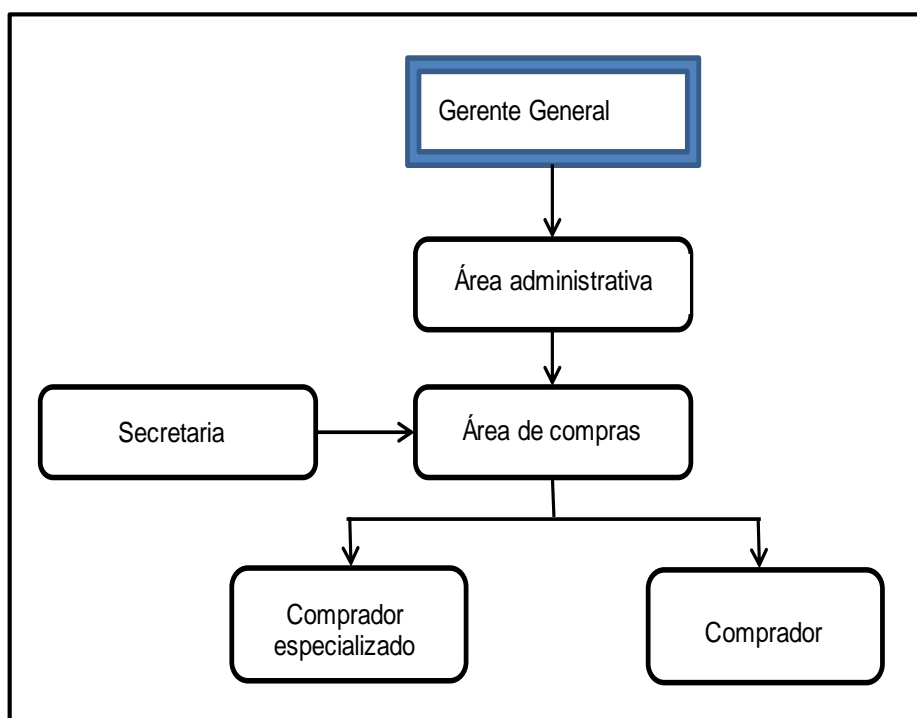 Gerente General
Área administrativa
Secretaria
Área de compras
Comprador
especializado
Comprador